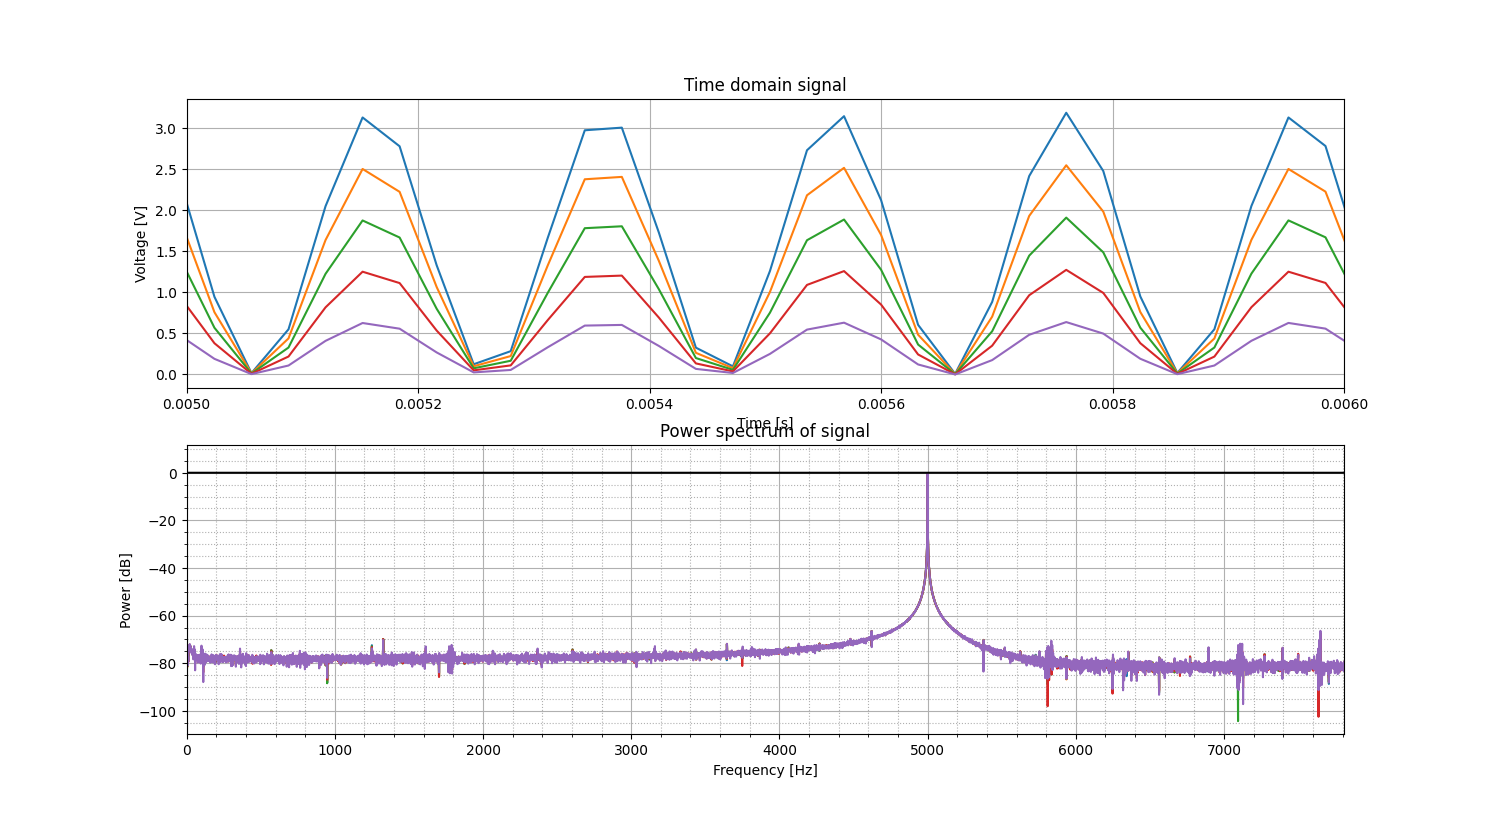 Time domain signal
Voltage [V]
3.0
2.5
2.0
1.5
1.0
0.5
0.0
0.0050 0.0052 0.0054 0.0056 0.0058 0.0060
Time [s]
Power spectrum of signal
Power [dB]
0
−20
−40
−60
−80
−100
0 1000 2000 3000 4000 5000 6000 7000
Frequency [Hz]